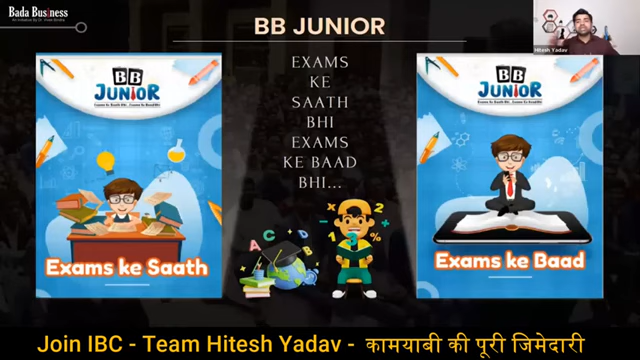 Bada Business
BB JUNIOR
Hitesh Yadav
EXAMS
KE
SAATH
BHI
EXAMS
KE BAAD
BHI...
BB
JUNIOR
Exams ke Saath
BB
JUNIOR
Exams ke Baad
Join IBC - Team Hitesh Yadav - कामयाबी की पूरी जिमेदारी